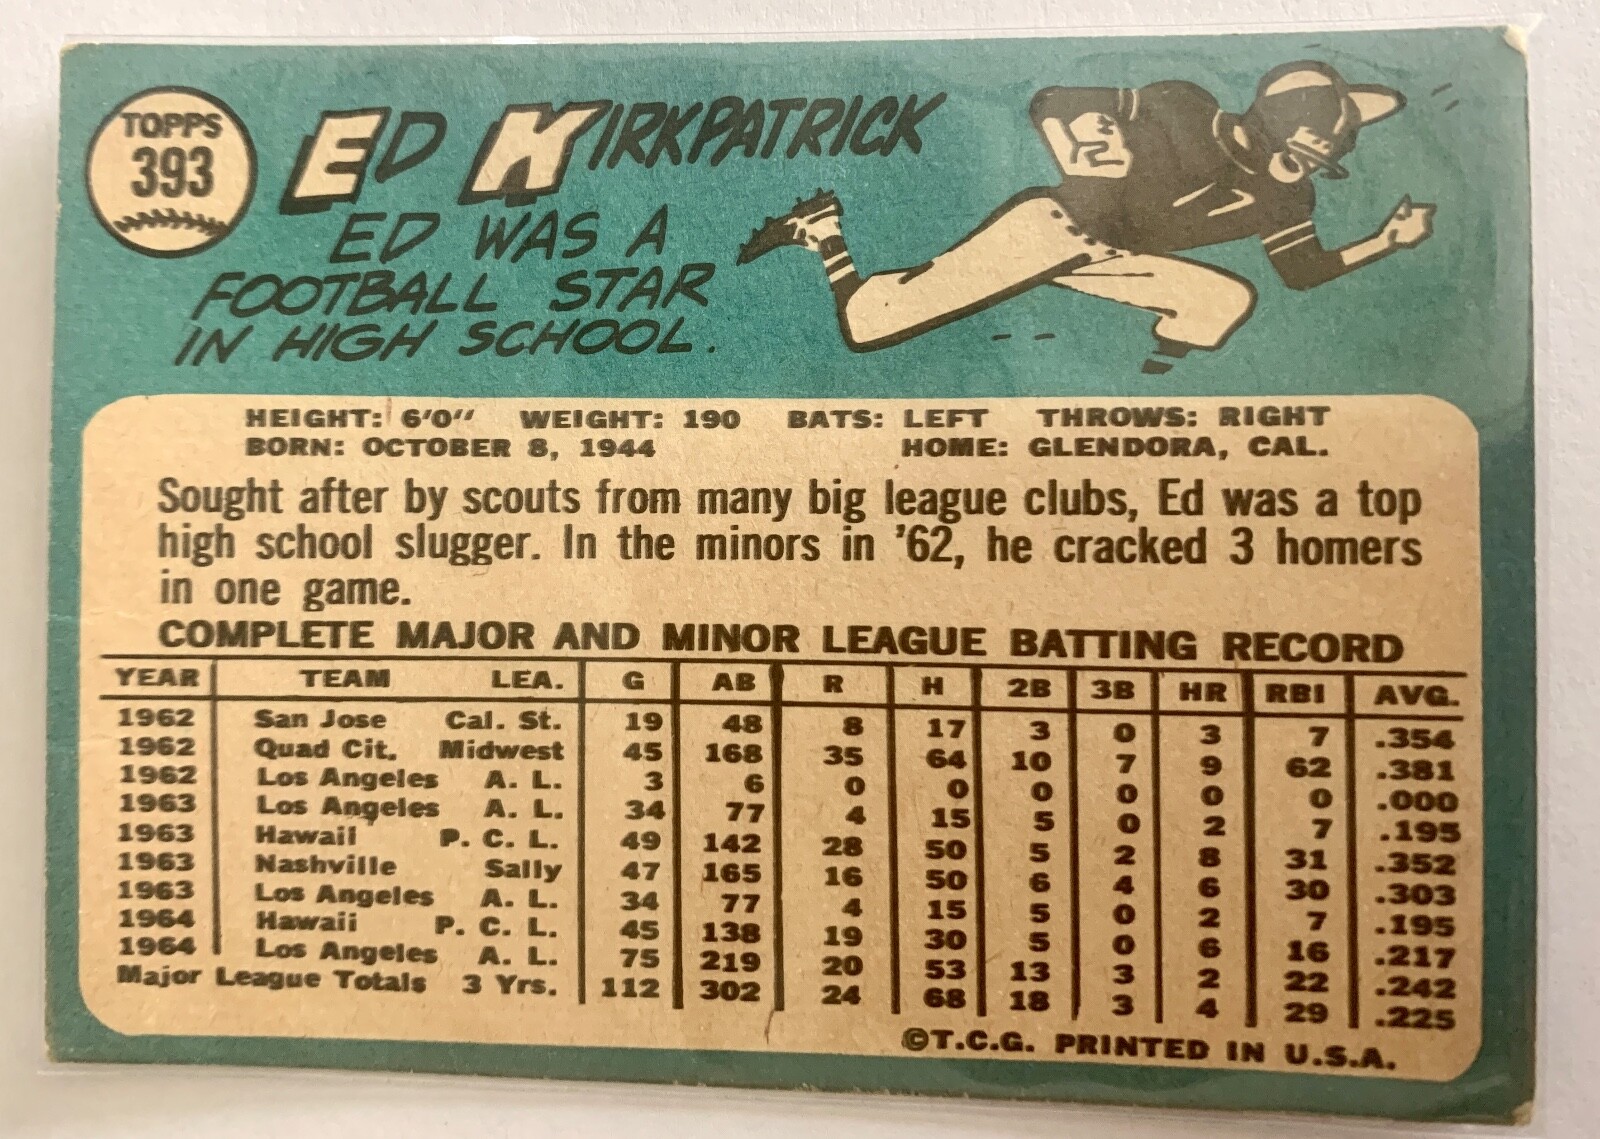 TOPPS
393
ED KIRKPATRICK
ED WAS A
FOOTBALL STAR
IN HIGH SCHOOL.
12
HEIGHT: 6'0" WEIGHT: 190 BATS: LEFT THROWS: RIGHT
BORN: OCTOBER 8, 1944 HOME: GLENDORA, CAL.
Sought after by scouts from many big league clubs, Ed was a top
high school slugger. In the minors in '62, he cracked 3 homers
in one game.
COMPLETE MAJOR AND MINOR LEAGUE BATTING RECORD
YEAR TEAM LEA. G AB R H 2B 3B HR RBI AVG.
1962 San Jose Cal. St. 19 48 8 17 3 0 3 7 .354
1962 Quad Cit. Midwest 45 168 35 64 10 7 9 62 .381
1962 Los Angeles A. L. 3 6 0 0 0 0 0 0 .000
1963 Los Angeles A. L. 34 77 4 15 5 0 2 7 .195
1963 Hawaii P. C. L. 49 142 28 50 5 2 8 31 .352
1963 Nashville Sally 47 165 16 50 6 4 6 30 .303
1963 Los Angeles A. L. 34 77 4 15 5 0 2 7 .195
1964 Hawaii P. C. L. 45 138 19 30 5 0 6 16 .217
1964 Los Angeles A. L. 75 219 20 53 13 3 2 22 .242
Major League Totals 3 Yrs. 112 302 24 68 18 3 4 29 .225
©T.C.G. PRINTED IN U.S.A.